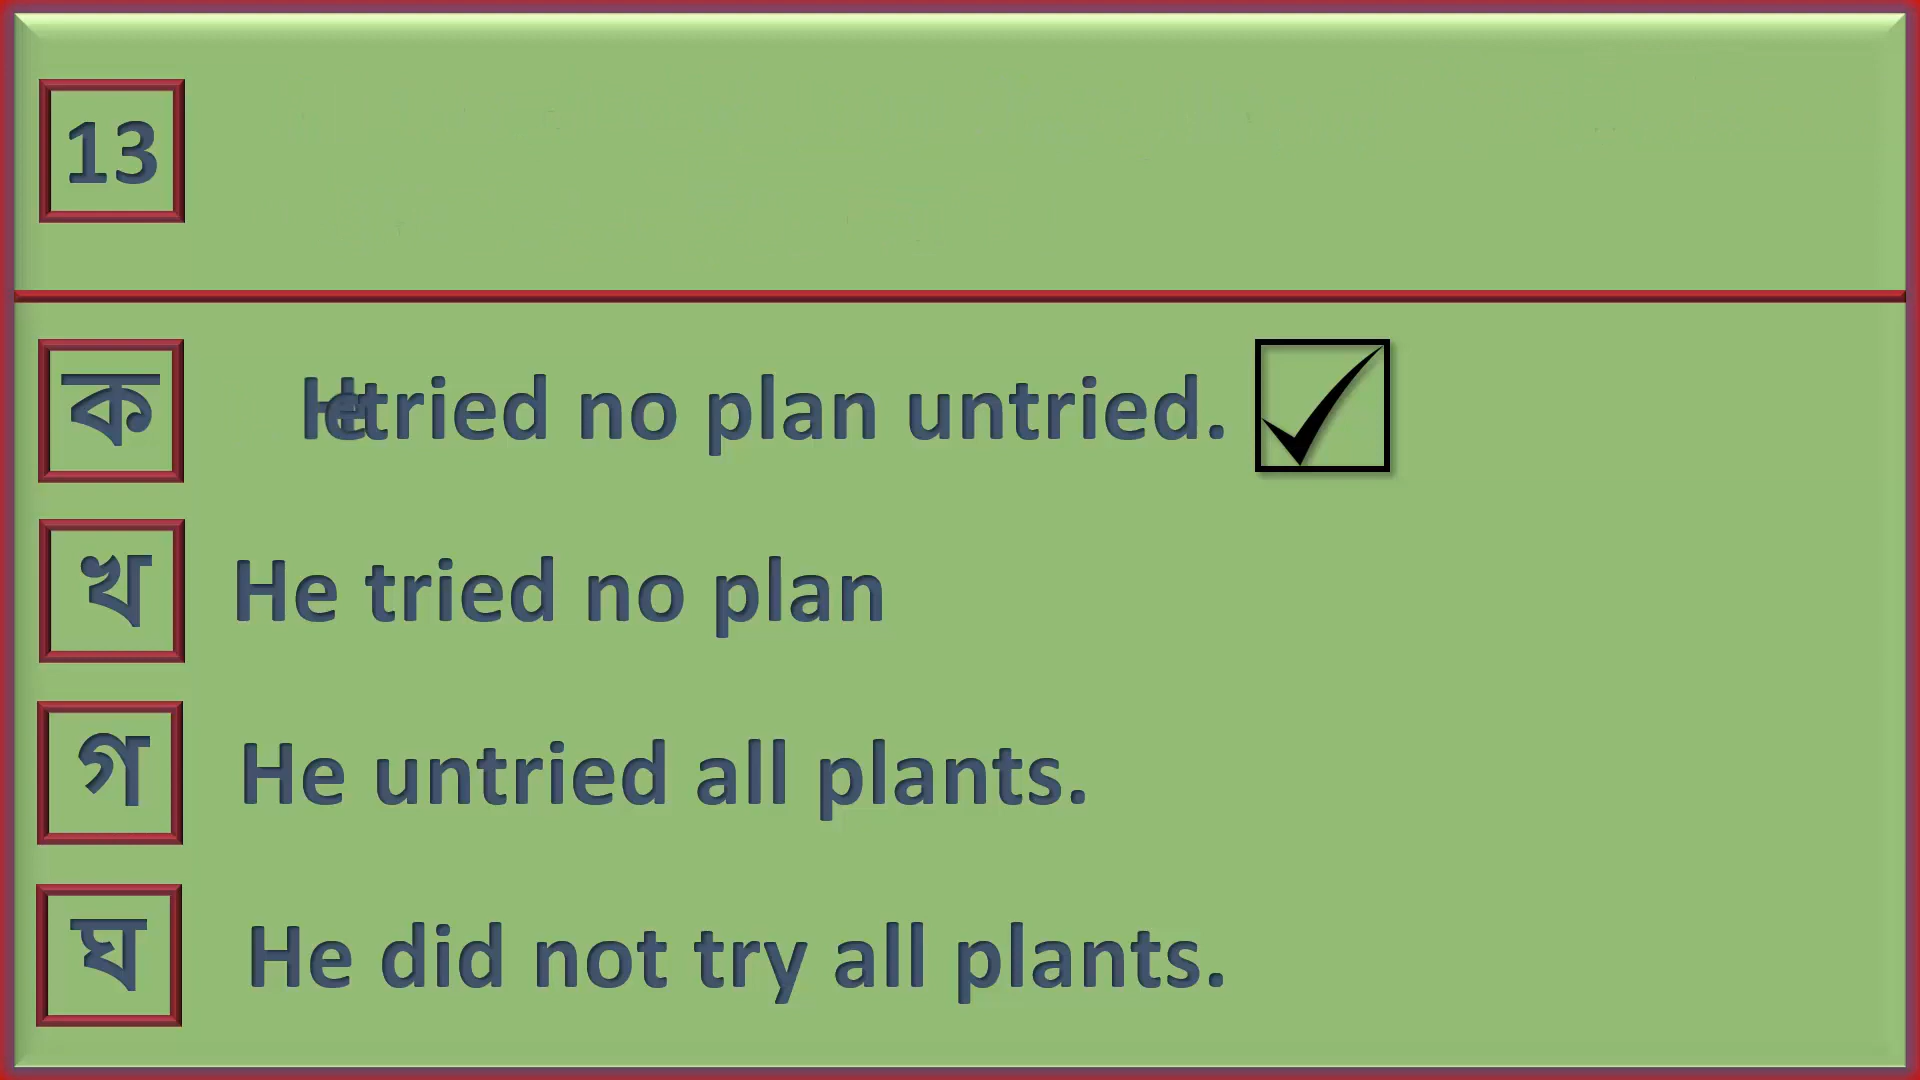 13
ক He tried no plan untried.
খ He tried no plan
গ He untried all plants.
ঘ He did not try all plants.